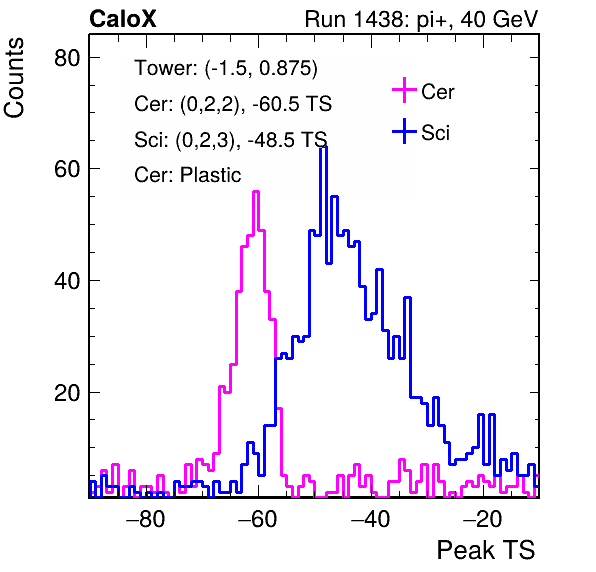 CaloX Run 1438: pi+, 40 GeV
Counts
80
60
40
20
Tower: (-1.5, 0.875)
Cer: (0,2,2), -60.5 TS
Sci: (0,2,3), -48.5 TS
Cer: Plastic
Cer
Sci
−80 −60 −40 −20
Peak TS